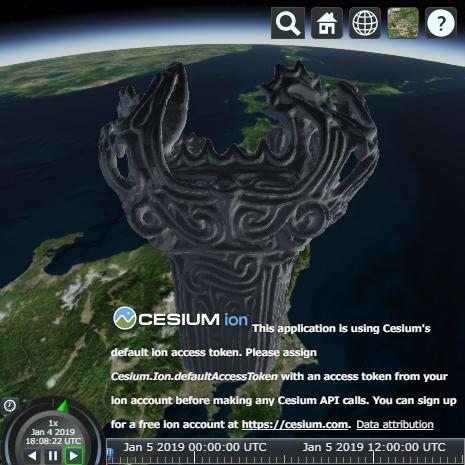 ?
CESIUM ion This application is using Cesium's
default ion access token. Please assign
Cesium.Ion.defaultAccessToken with an access token from your
ion account before making any Cesium API calls. You can sign up
for a free ion account at https://cesium.com. Data attribution
1x
Jan 4 2019
18:08:22 UTC
Jan 5 2019 00:00:00 UTC
Jan 5 2019 12:00:00 UTC